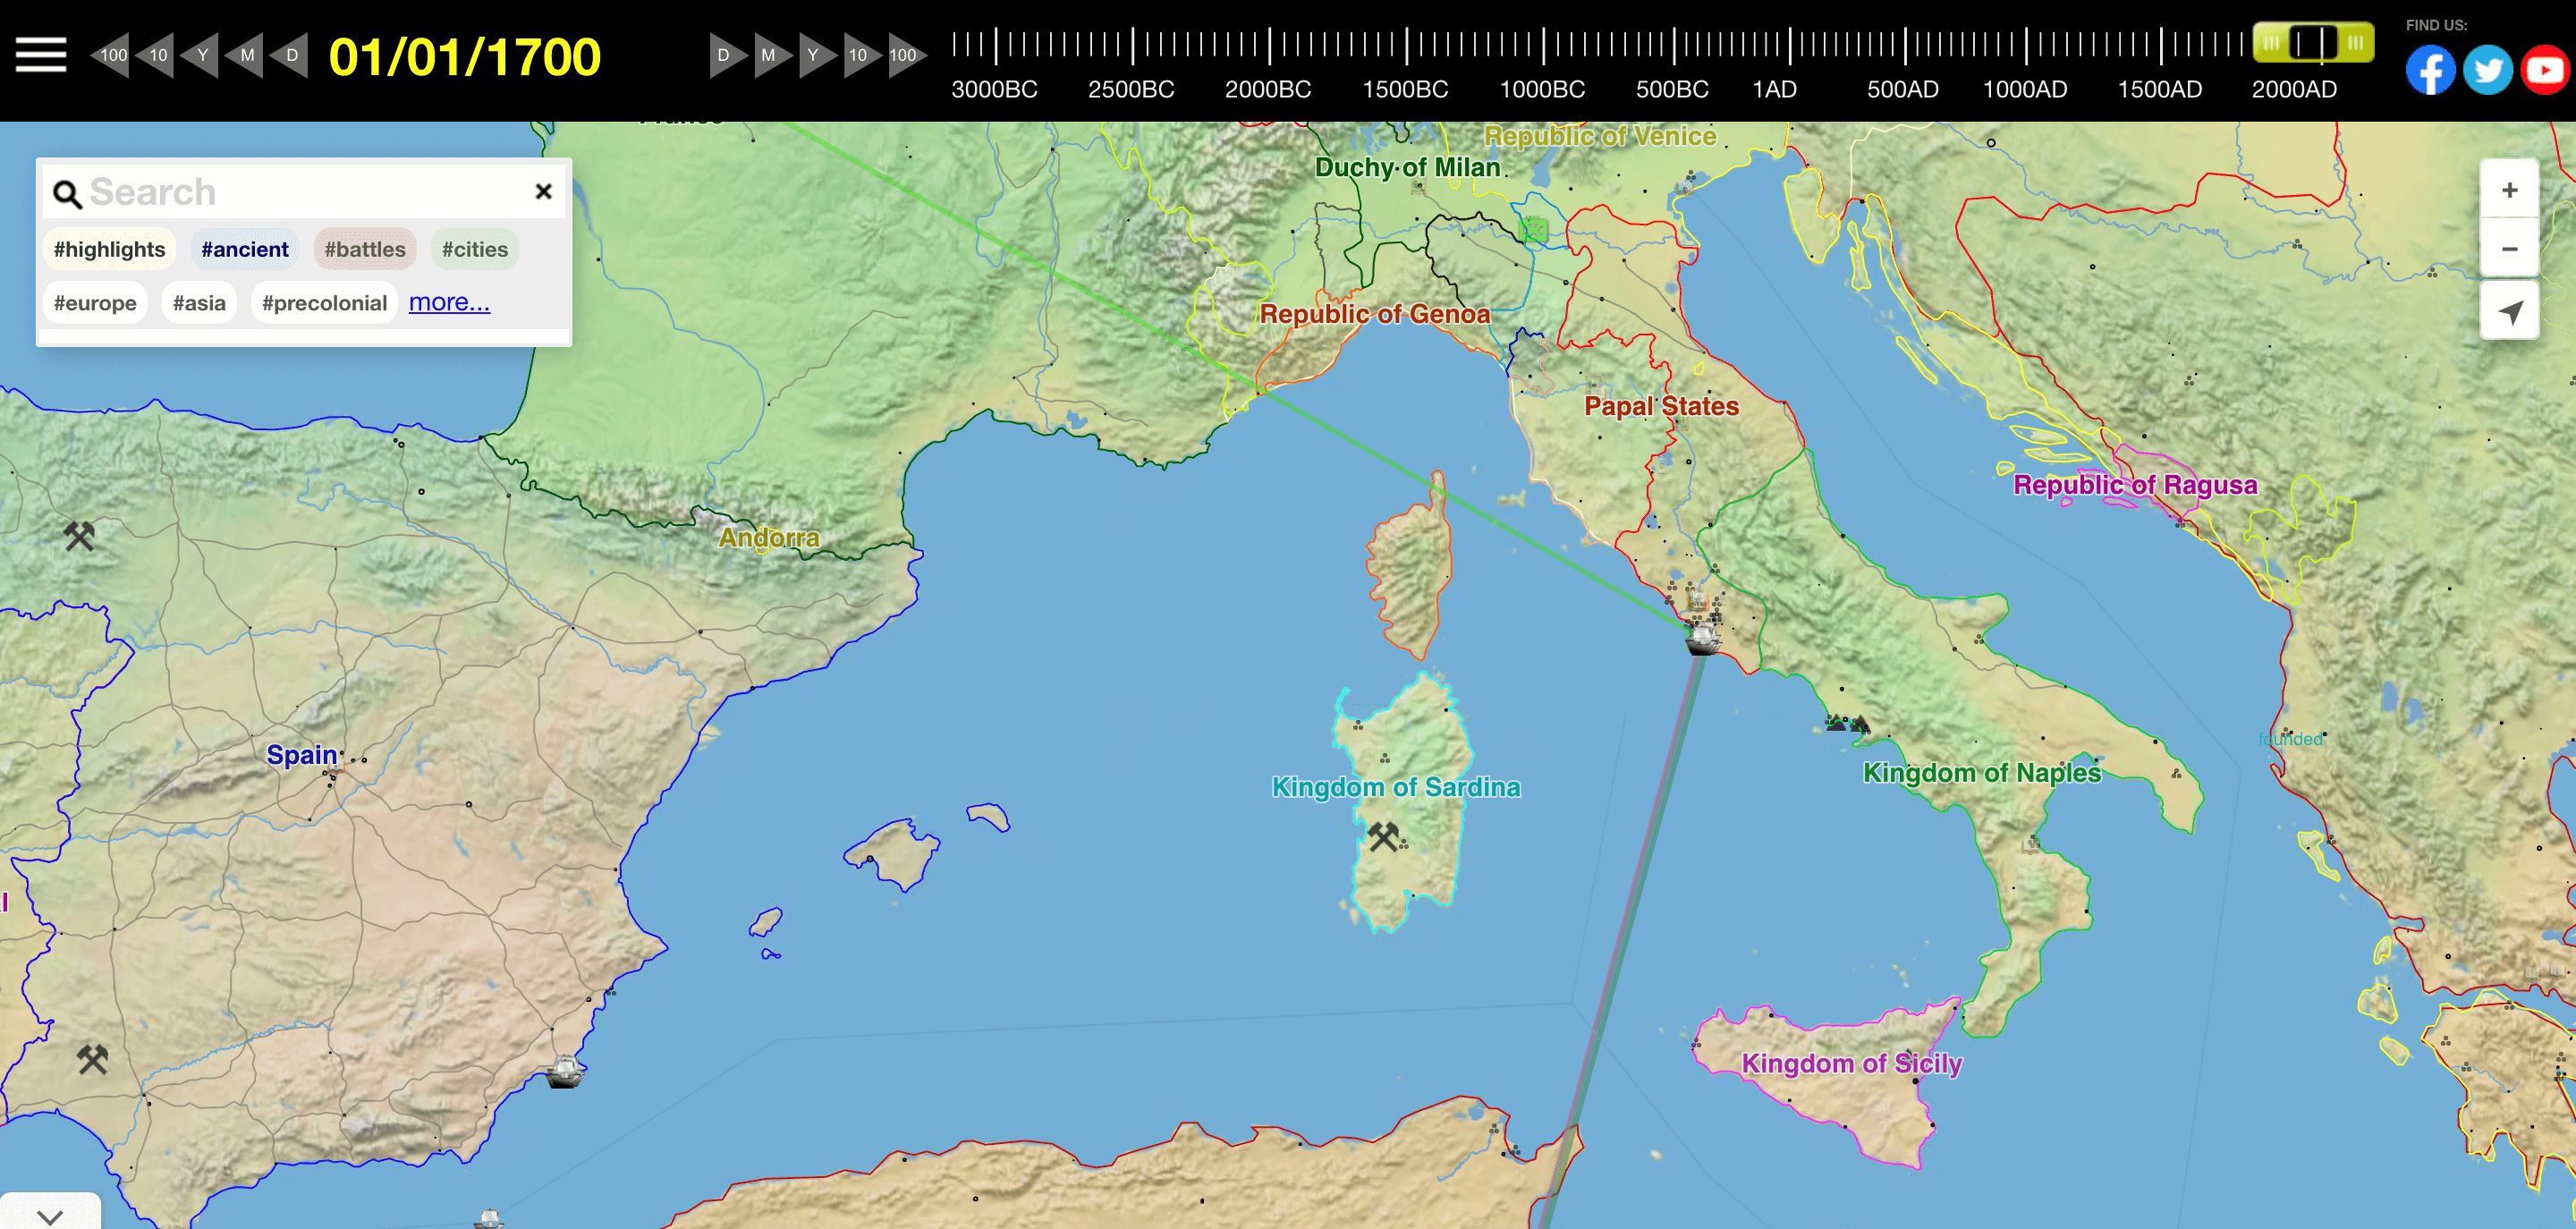 100 10 Y M D 01/01/1700 D M Y 10 100
3000BC 2500BC 2000BC 1500BC 1000BC 500BC 1AD 500AD 1000AD 1500AD 2000AD
FIND US:
Search
#highlights #ancient #battles #cities
#europe #asia #precolonial more...
France
Republic of Venice
Duchy of Milan
Republic of Genoa
Papal States
Republic of Ragusa
Andorra
founded
Spain
Kingdom of Naples
Kingdom of Sardina
l
Kingdom of Sicily